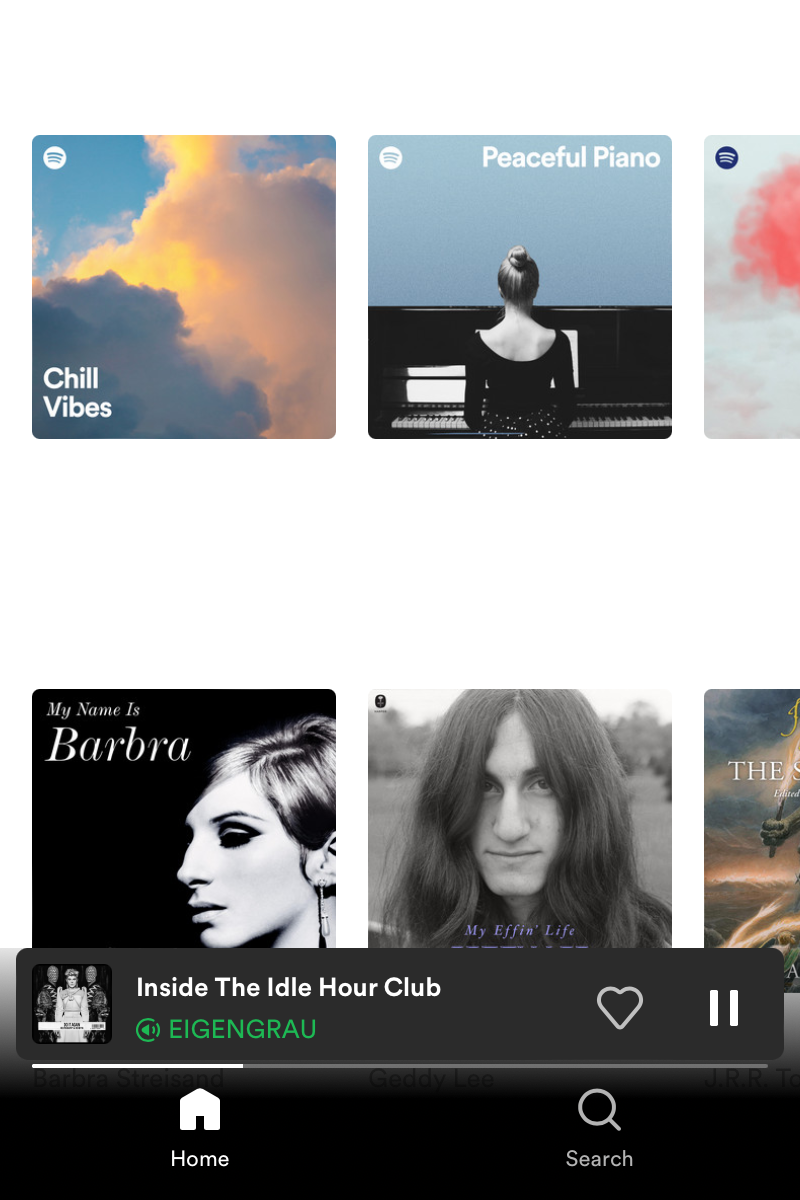 Peaceful Piano
Chill
Vibes
My Name Is
Barbra
My Effin' Life
THE S
Edited
Inside The Idle Hour Club
EIGENGRAU
Barbra Streisand
Geddy Lee
J.R.R. To
Home
Search